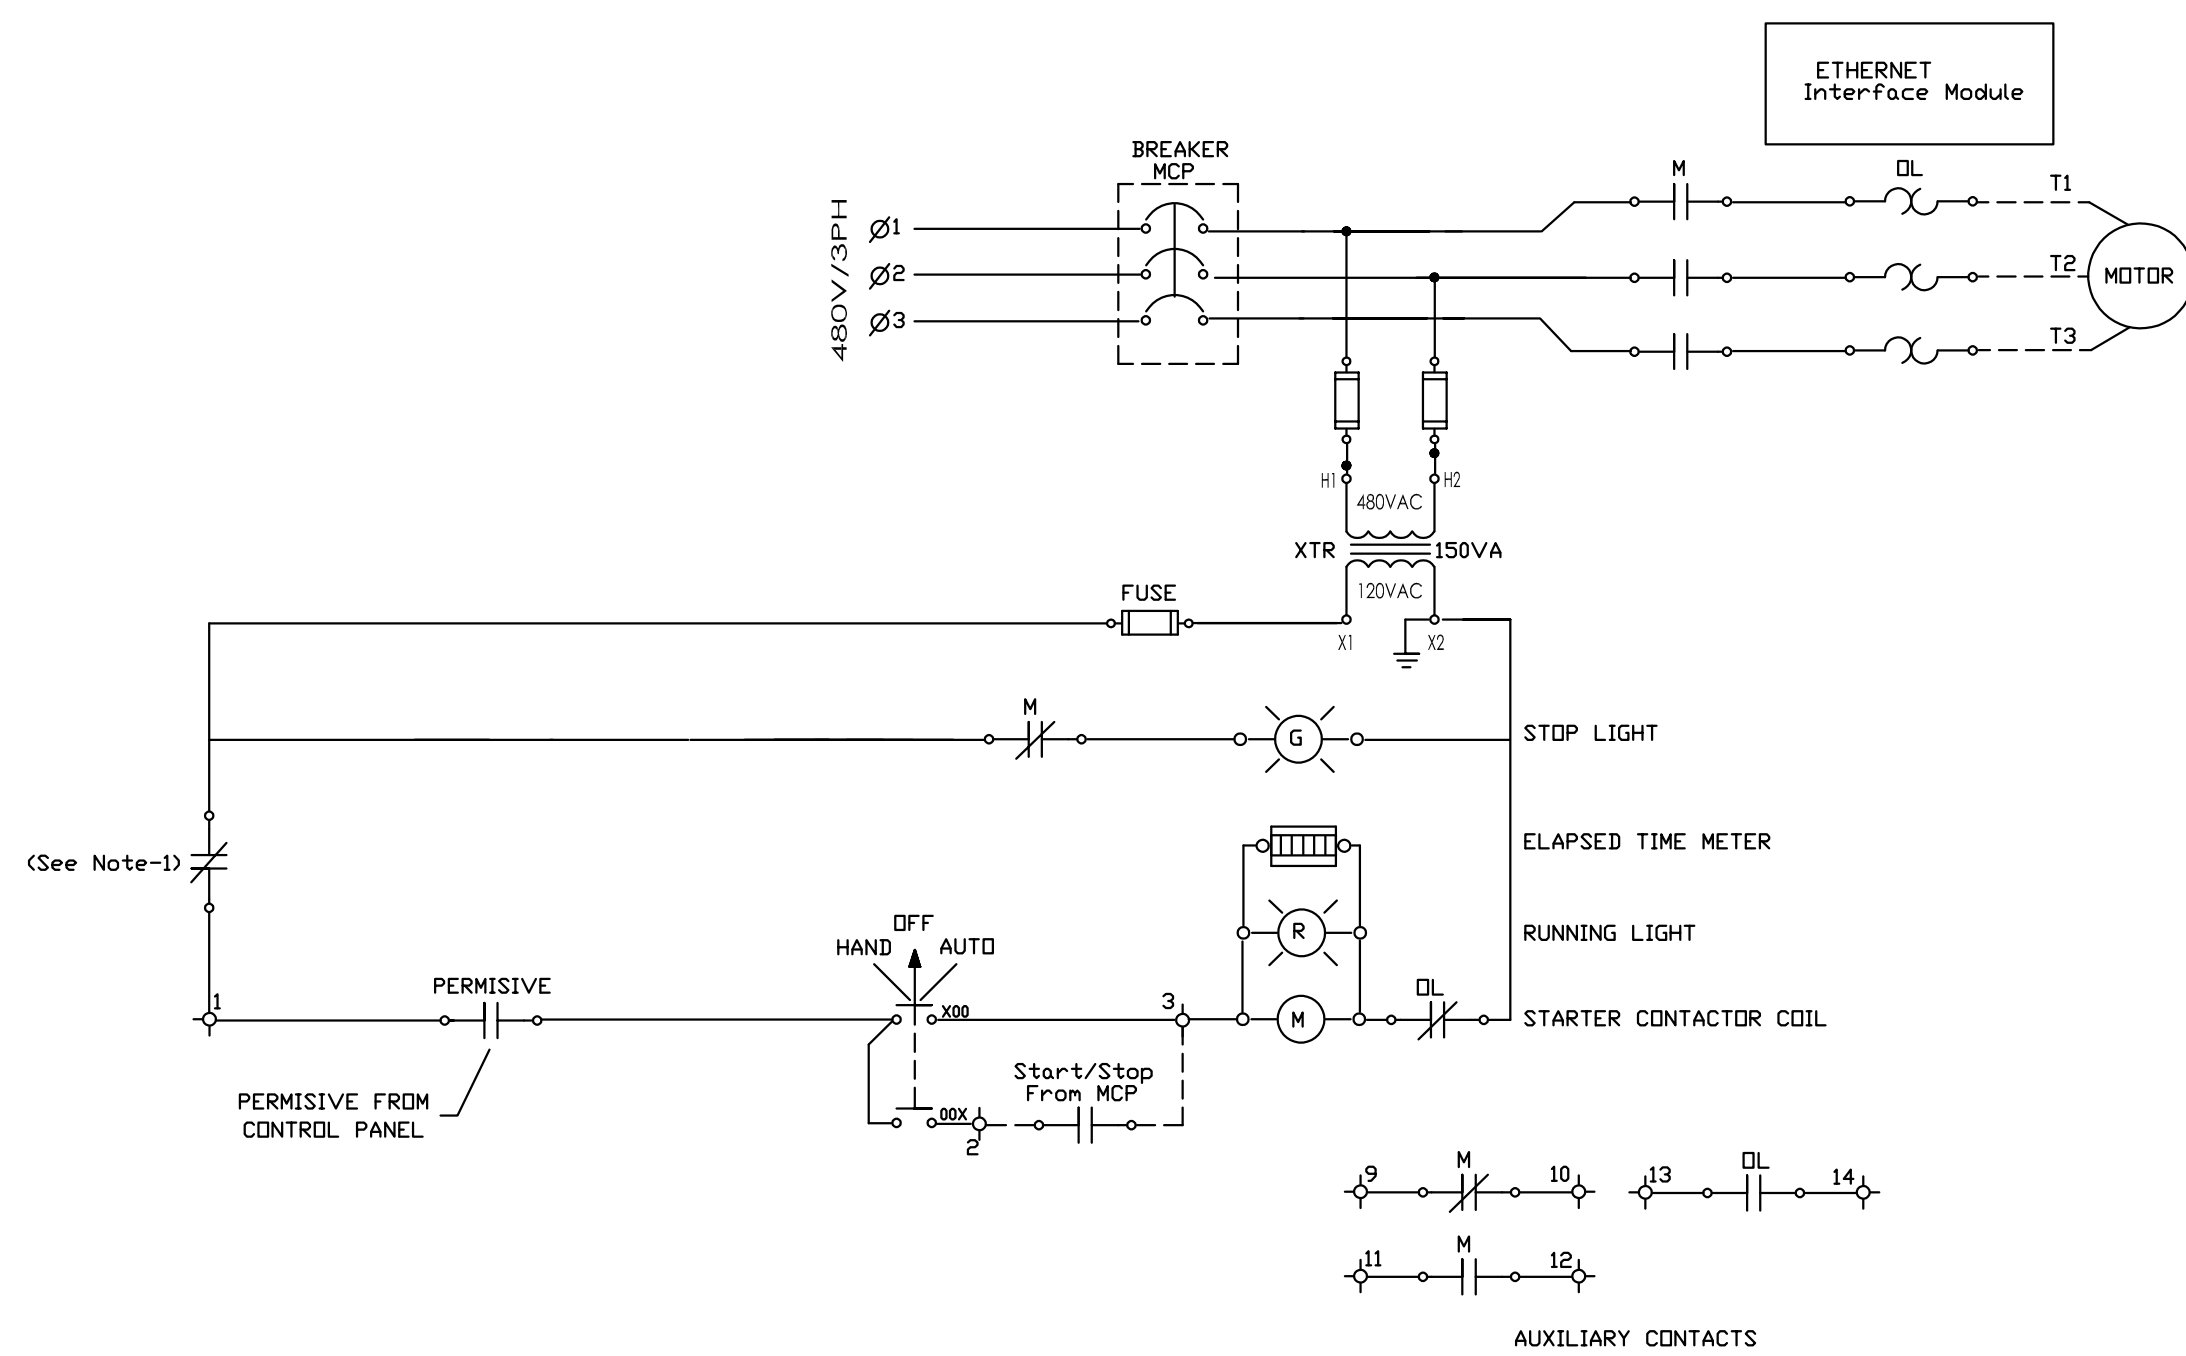 ETHERNET
Interface Module
BREAKER
MCP
M
OL
T1
480V/3PH
Ø1
Ø2
T2
MOTOR
Ø3
T3
H1
H2
480VAC
XTR
150VA
120VAC
FUSE
X1
X2
M
G
STOP LIGHT
ELAPSED TIME METER
(See Note-1)
OFF
HAND
AUTO
R
RUNNING LIGHT
PERMISIVE
OL
1
X00
3
M
STARTER CONTACTOR COIL
Start/Stop
From MCP
PERMISIVE FROM
CONTROL PANEL
00X
2
M
OL
9
10
13
14
M
11
12
AUXILIARY CONTACTS